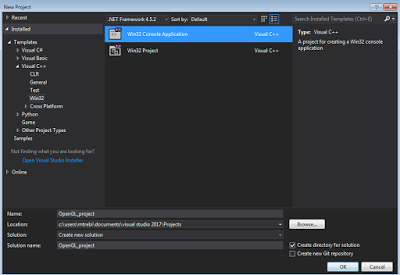 New Project
Recent
.NET Framework 4.5.2
Sort by: Default
Search Installed Templates (Ctrl+E)
Installed
Templates
Visual C#
Visual Basic
Visual C++
CLR
General
Test
Win32
Cross Platform
Python
Game
Other Project Types
Samples
Not finding what you are looking for?
Open Visual Studio Installer
Online
Win32 Console Application Visual C++
Win32 Project Visual C++
Type: Visual C++
A project for creating a Win32 console application
Name: OpenGL_project
Location: c:\users\mtrebi\documents\visual studio 2017\Projects
Browse...
Solution: Create new solution
Solution name: OpenGL_project
Create directory for solution
Create new Git repository
OK Cancel